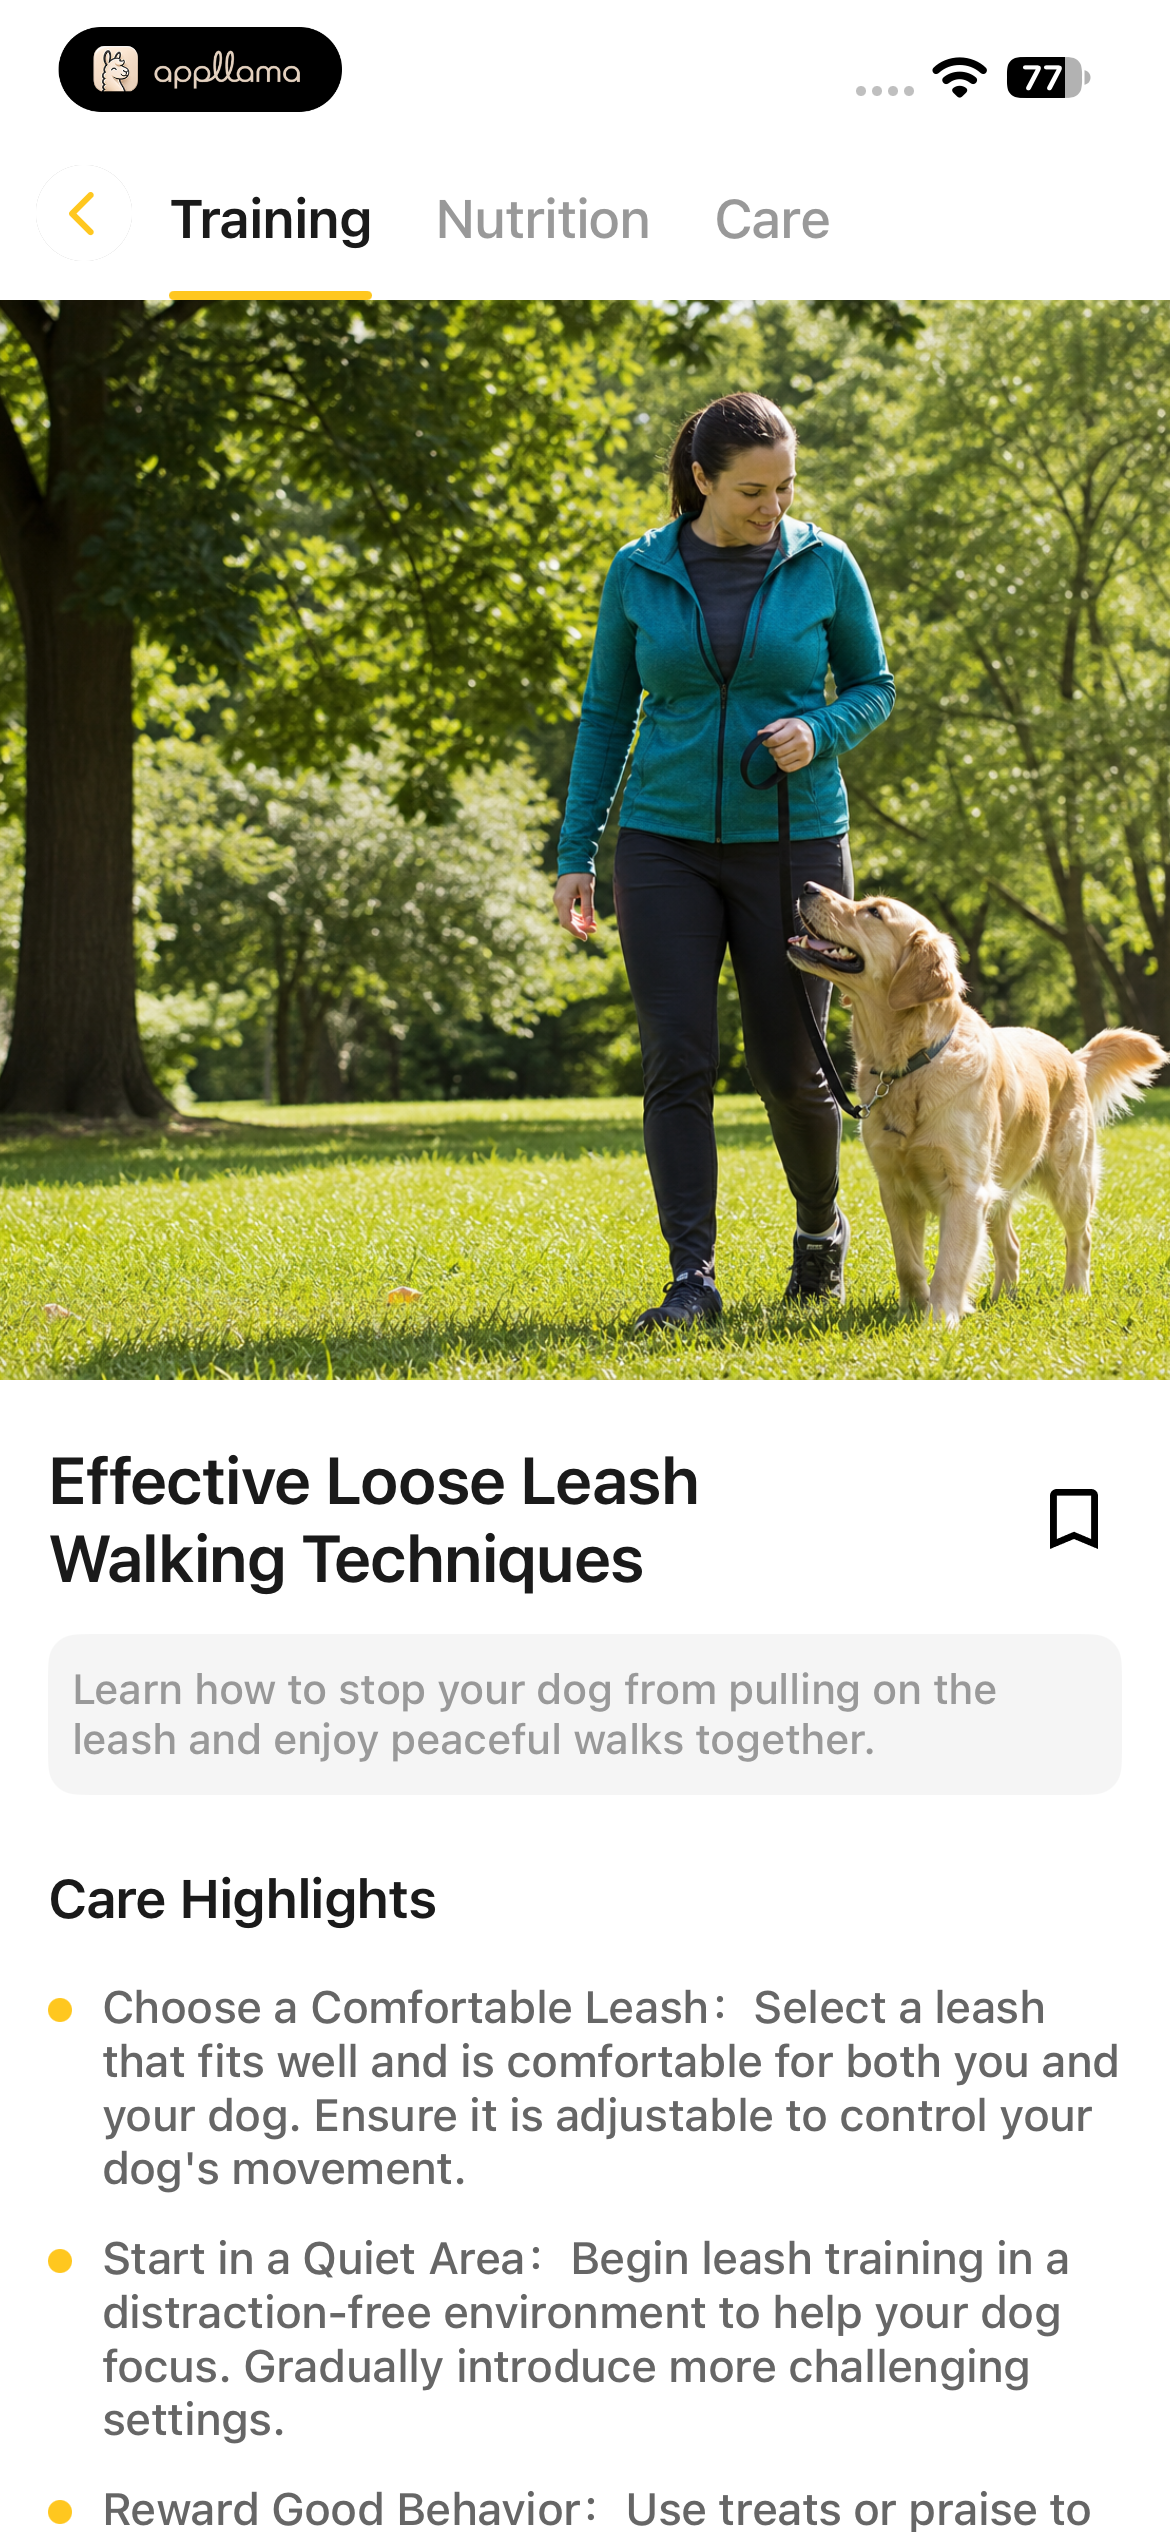 appllama
77
Training Nutrition Care
Effective Loose Leash
Walking Techniques
Learn how to stop your dog from pulling on the
leash and enjoy peaceful walks together.
Care Highlights
Choose a Comfortable Leash：Select a leash
that fits well and is comfortable for both you and
your dog. Ensure it is adjustable to control your
dog's movement.
Start in a Quiet Area：Begin leash training in a
distraction-free environment to help your dog
focus. Gradually introduce more challenging
settings.
Reward Good Behavior：Use treats or praise to